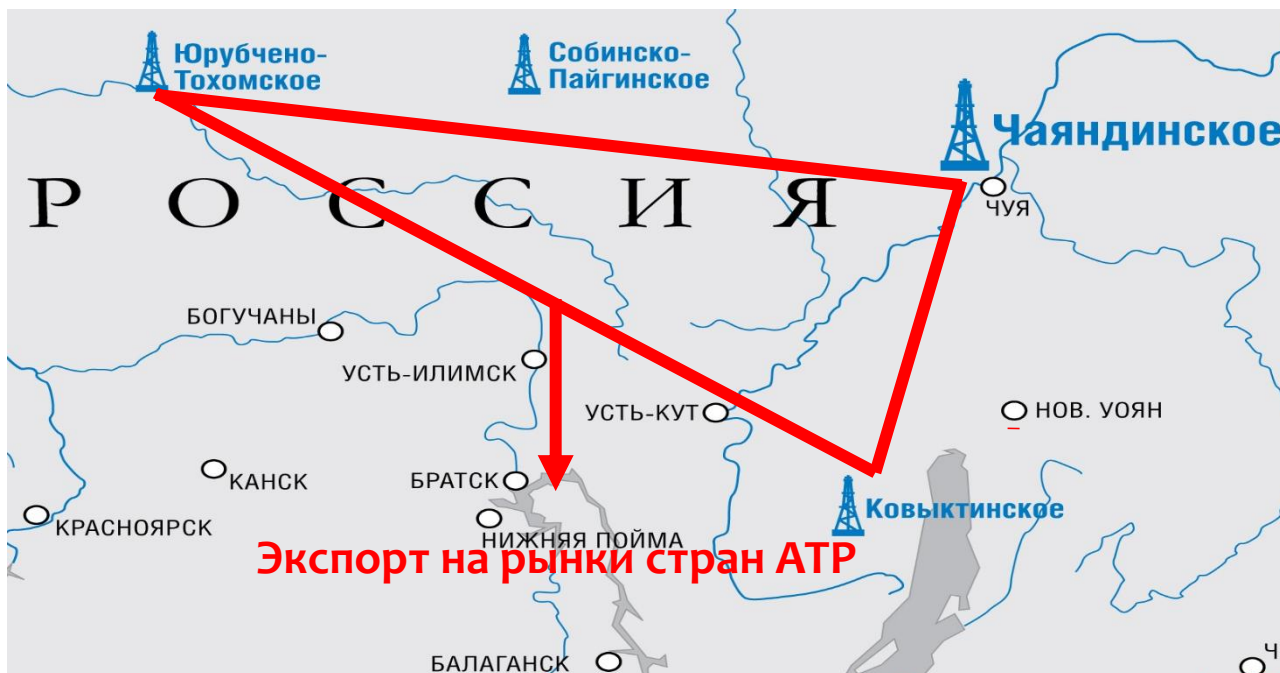 Юрубчено-
Тохомское
Собинско-
Пайгинское
Чаяндинское
РОССИЯ
ЧУЯ
БОГУЧАНЫ
УСТЬ-ИЛИМСК
УСТЬ-КУТ
НОВ. УОЯН
КАНСК
БРАТСК
КРАСНОЯРСК
Ковыктинское
НИЖНЯЯ ПОЙМА
Экспорт на рынки стран АТР
БАЛАГАНСК
Ч